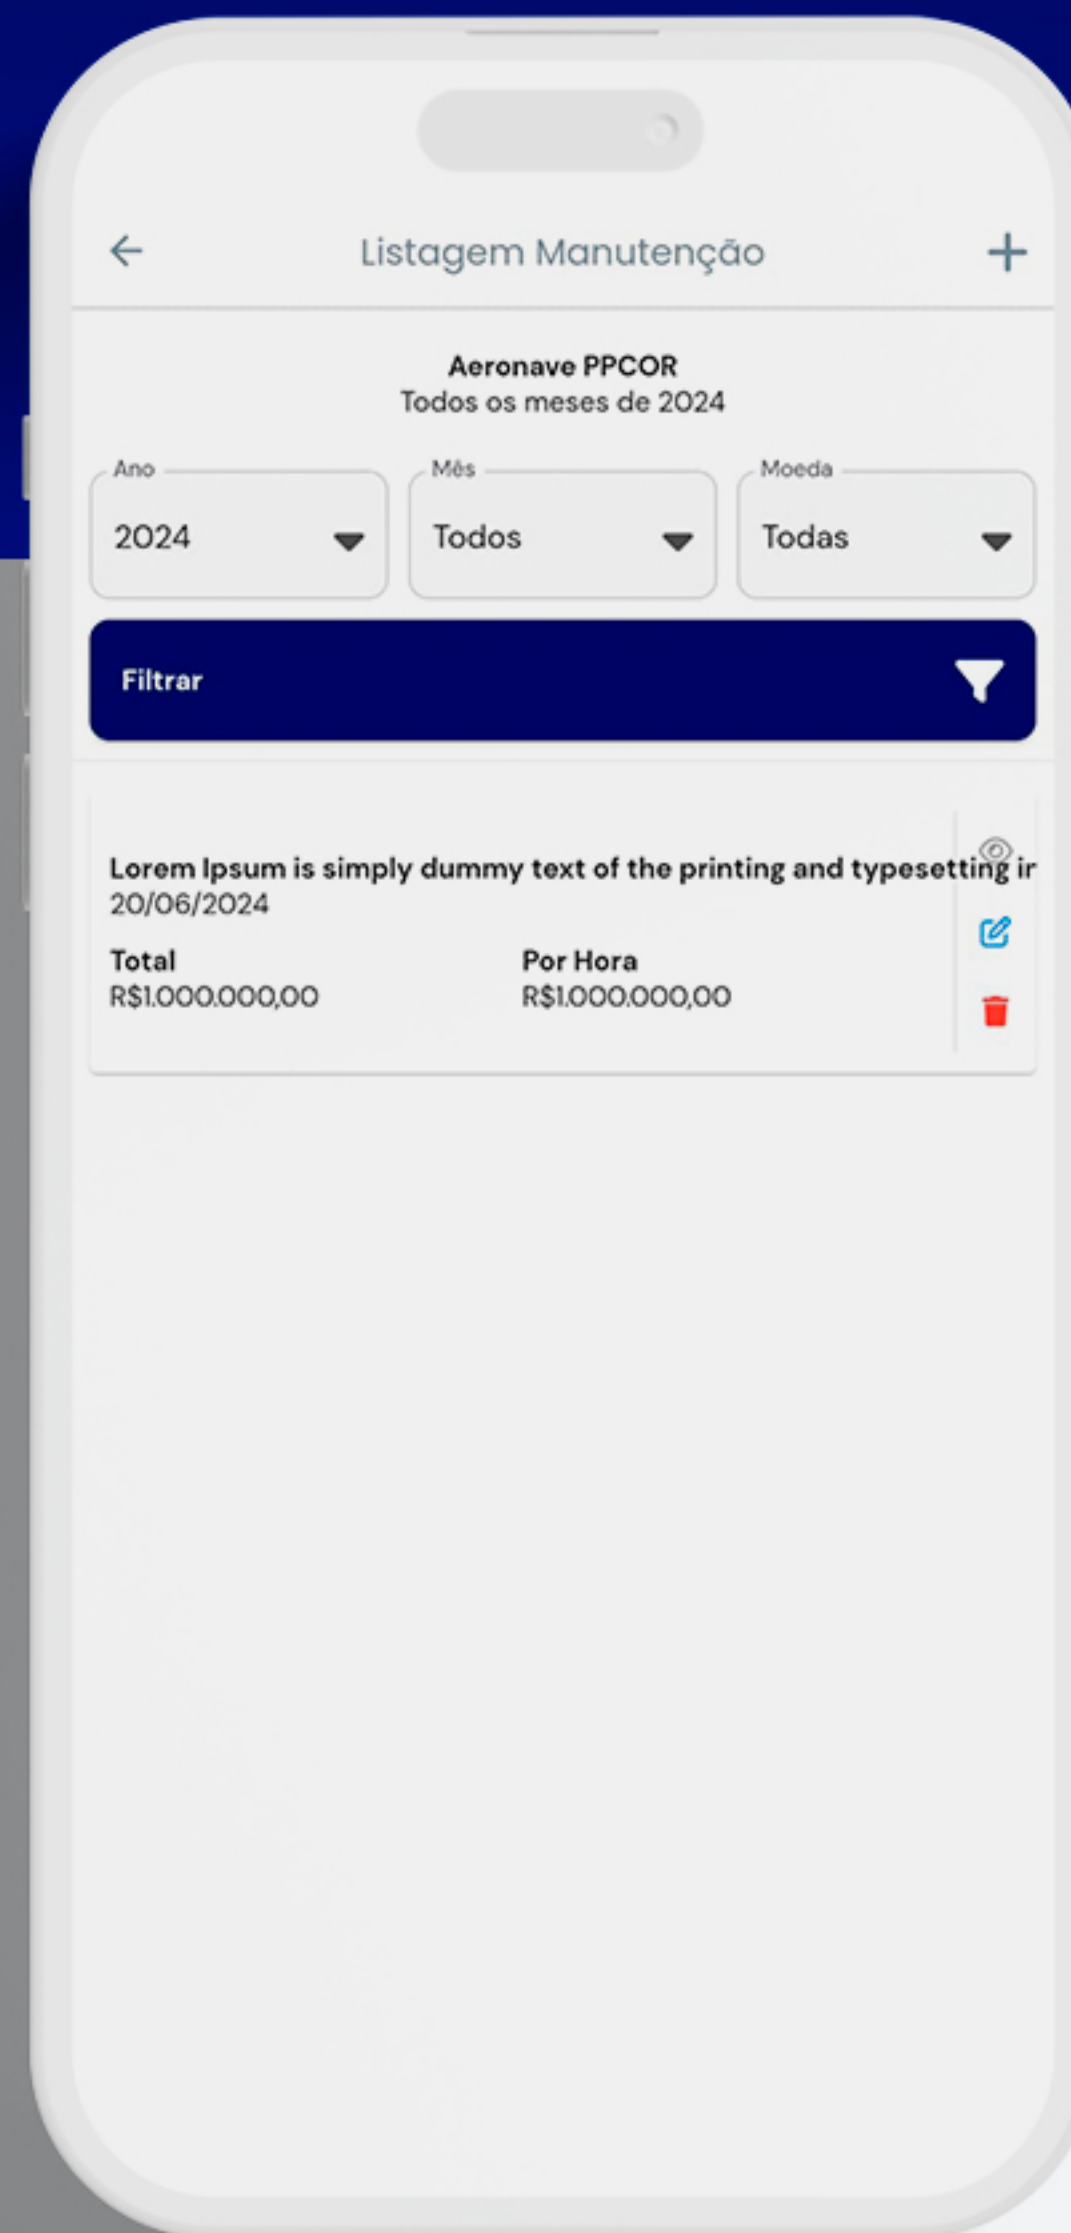 Listagem Manutenção
Aeronave PPCOR
Todos os meses de 2024
Ano Mês Moeda
2024 Todos Todas
Filtrar
Lorem Ipsum is simply dummy text of the printing and typesetting ir
20/06/2024
Total Por Hora
R$1.000.000,00 R$1.000.000,00